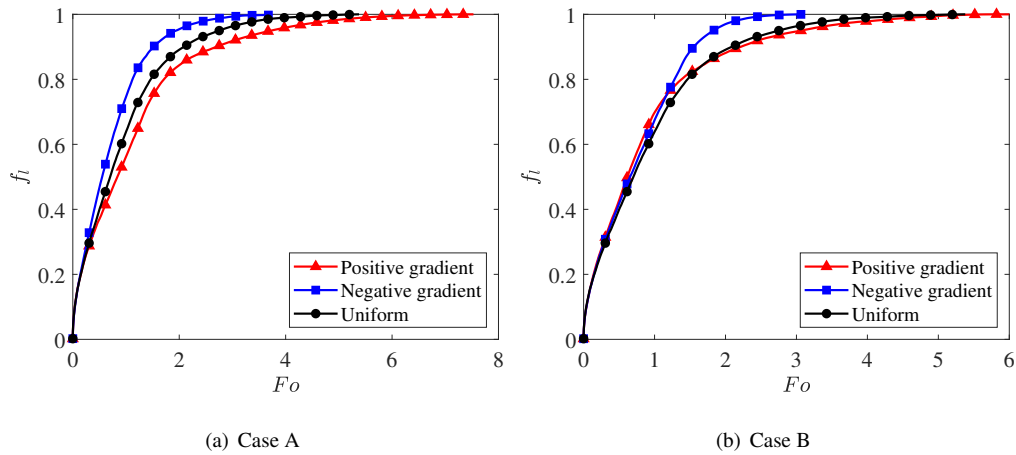 1
0.8
0.6
0.4
0.2
0
f_l
0 2 4 6 8
Fo
Positive gradient
Negative gradient
Uniform
(a) Case A
1
0.8
0.6
0.4
0.2
0
f_l
0 1 2 3 4 5 6
Fo
Positive gradient
Negative gradient
Uniform
(b) Case B